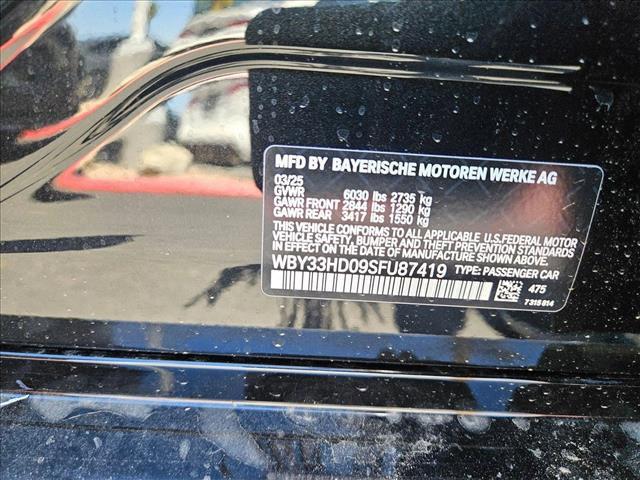 MFD BY BAYERISCHE MOTOREN WERKE AG
03/25
GVWR 6030 lbs 2735 kg
GAWR FRONT 2844 lbs 1290 kg
GAWR REAR 3417 lbs 1550 kg
THIS VEHICLE CONFORMS TO ALL APPLICABLE U.S.FEDERAL MOTOR
VEHICLE SAFETY, BUMPER AND THEFT PREVENTION STANDARDS
IN EFFECT ON THE DATE OF MANUFACTURE SHOWN ABOVE.
WBY33HD09SFU87419 TYPE: PASSENGER CAR
475
7315814